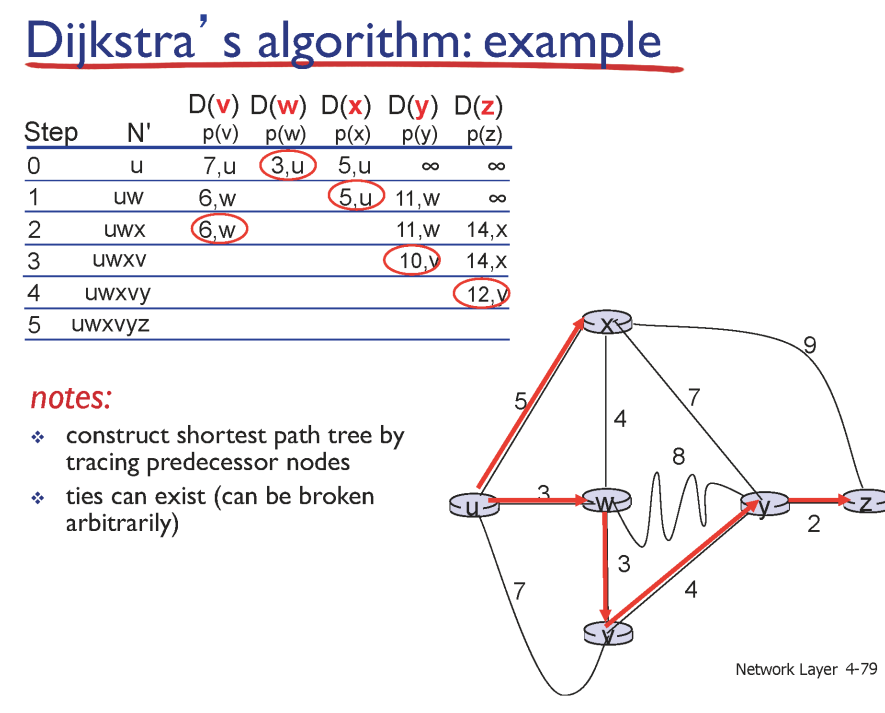 Dijkstra's algorithm: example
D(v) D(w) D(x) D(y) D(z)
Step N' p(v) p(w) p(x) p(y) p(z)
0 u 7,u 3,u 5,u ∞ ∞
1 uw 6,w 5,u 11,w ∞
2 uwx 6,w 11,w 14,x
3 uwxv 10,v 14,x
4 uwxvy 12,y
5 uwxvyz
x
9
5
7
4
8
u
3
w
y
z
2
3
7
4
v
notes:
❖ construct shortest path tree by
tracing predecessor nodes
❖ ties can exist (can be broken
arbitrarily)
Network Layer 4-79